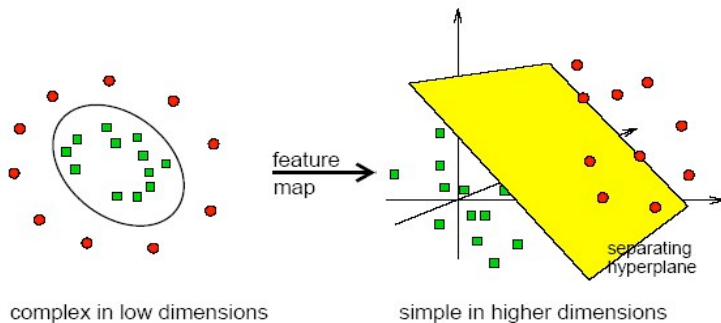 feature
map
separating
hyperplane
complex in low dimensions
simple in higher dimensions